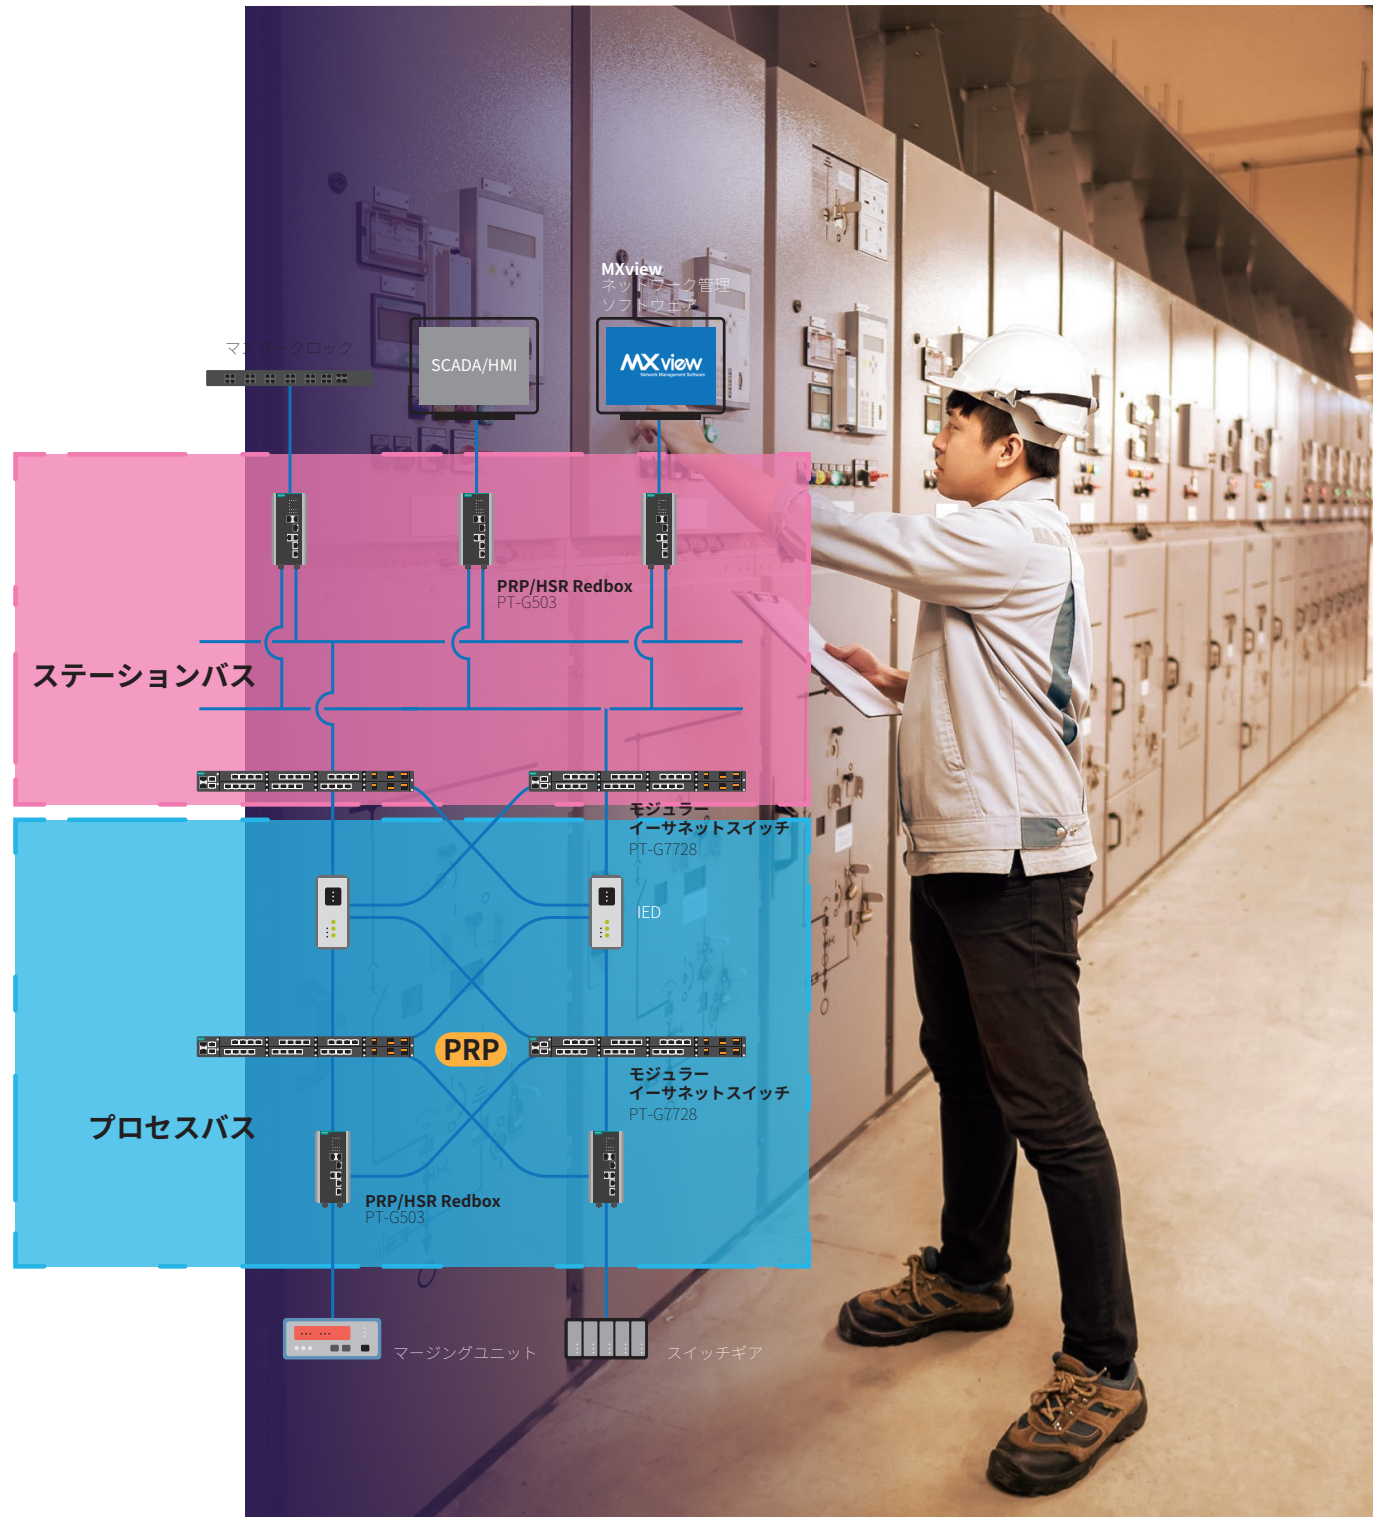 MXview
ネットワーク管理
ソフトウェア
マスタークロック
SCADA/HMI
MXview
Network Management Software
PRP/HSR Redbox
PT-G503
ステーションバス
モジュラー
イーサネットスイッチ
PT-G7728
IED
PRP
モジュラー
イーサネットスイッチ
PT-G7728
プロセスバス
PRP/HSR Redbox
PT-G503
マージングユニット
スイッチギア